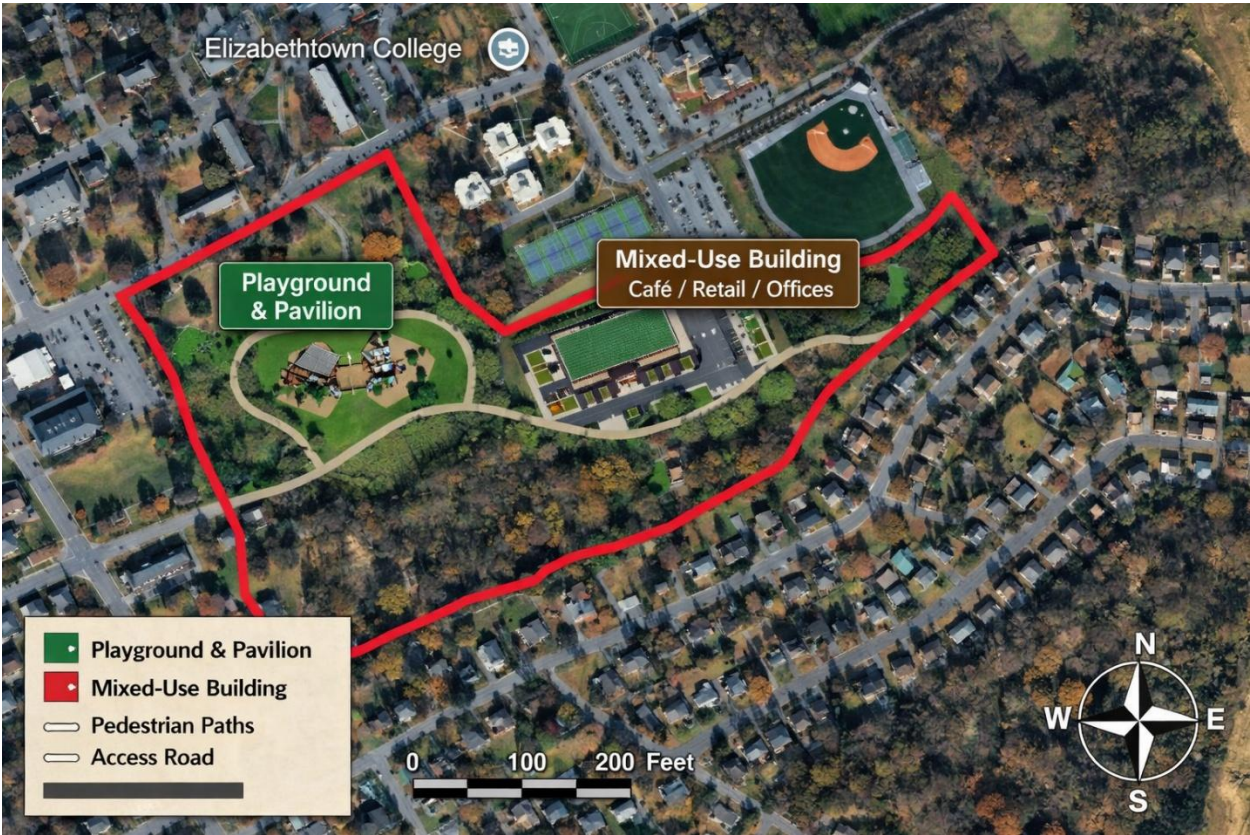 Elizabethtown College
Playground
& Pavilion
Mixed-Use Building
Café / Retail / Offices
Playground & Pavilion
Mixed-Use Building
Pedestrian Paths
Access Road
0 100 200 Feet
N
W E
S